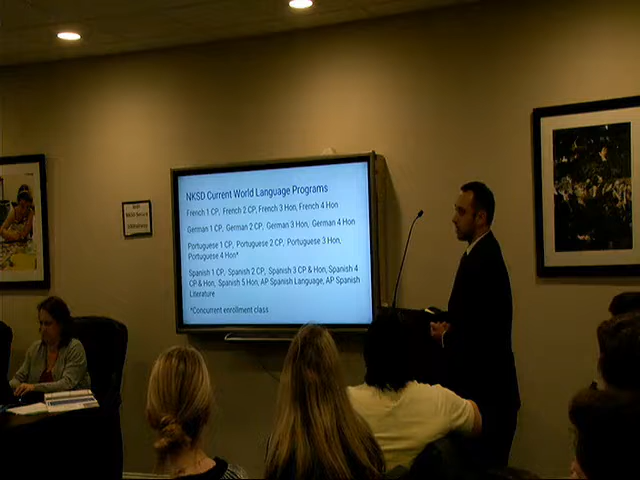 NKSD Current World Language Programs
French 1 CP, French 2 CP, French 3 Hon, French 4 Hon
German 1 CP, German 2 CP, German 3 Hon, German 4 Hon
Portuguese 1 CP, Portuguese 2 CP, Portuguese 3 Hon,
Portuguese 4 Hon*
Spanish 1 CP, Spanish 2 CP, Spanish 3 CP & Hon, Spanish 4
CP & Hon, Spanish 5 Hon, AP Spanish Language, AP Spanish
Literature
*Concurrent enrollment class